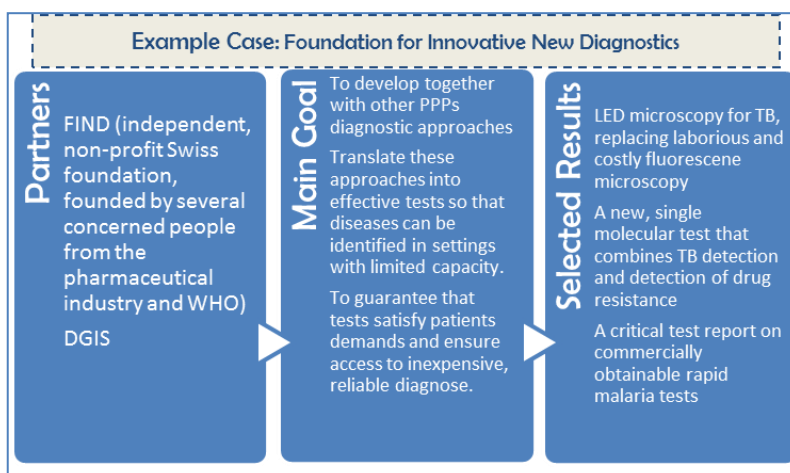 Example Case: Foundation for Innovative New Diagnostics
Partners
FIND (independent,
non-profit Swiss
foundation,
founded by several
concerned people
from the
pharmaceutical
industry and WHO)
DGIS
Main Goal
To develop together
with other PPPs
diagnostic approaches
Translate these
approaches into
effective tests so that
diseases can be
identified in settings
with limited capacity.
To guarantee that
tests satisfy patients
demands and ensure
access to inexpensive,
reliable diagnose.
Selected Results
LED microscopy for TB,
replacing laborious and
costly fluorescene
microscopy
A new, single
molecular test that
combines TB detection
and detection of drug
resistance
A critical test report on
commercially
obtainable rapid
malaria tests